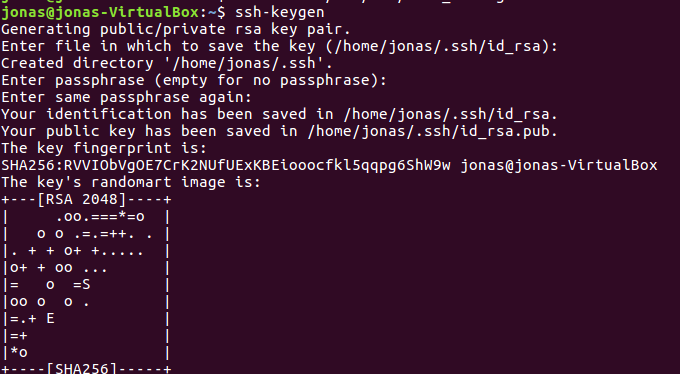 jonas@jonas-VirtualBox:~$ ssh-keygen
Generating public/private rsa key pair.
Enter file in which to save the key (/home/jonas/.ssh/id_rsa):
Created directory '/home/jonas/.ssh'.
Enter passphrase (empty for no passphrase):
Enter same passphrase again:
Your identification has been saved in /home/jonas/.ssh/id_rsa.
Your public key has been saved in /home/jonas/.ssh/id_rsa.pub.
The key fingerprint is:
SHA256:RVVIObVgOE7CrK2NUfUExKBEiooocfkl5qqpg6ShW9w jonas@jonas-VirtualBox
The key's randomart image is:
+---[RSA 2048]----+
|     .oo.===*=o  |
|   o o .=.=++. . |
|. + + o+ +.....  |
|o+ + oo ...      |
|=   o  =S        |
|oo o  o .        |
|=.+ E            |
|=+               |
|*o               |
+----[SHA256]-----+